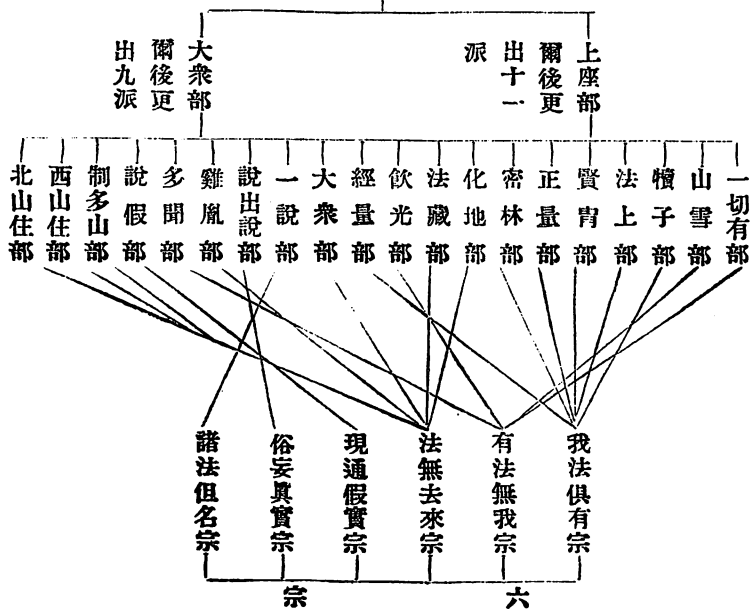 上座部
爾後更
出十一
派
大衆部
爾後更
出九派
一切有部
山雪部
犢子部
法上部
賢冑部
正量部
密林部
化地部
法藏部
飮光部
經量部
大衆部
一說部
說出說部
雞胤部
多聞部
說假部
制多山部
西山住部
北山住部
我法俱有宗
有法無我宗
法無去來宗
現通假實宗
俗妄眞實宗
諸法但名宗
六宗